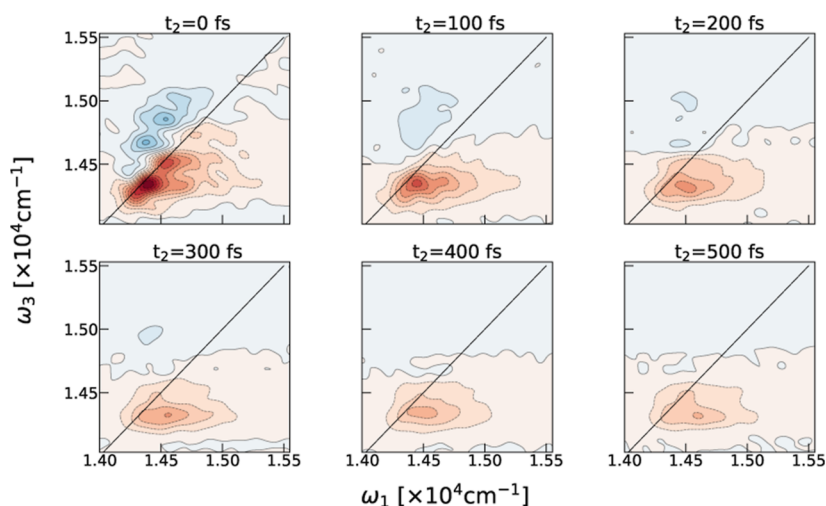 t₂=0 fs t₂=100 fs t₂=200 fs
1.55
1.50
1.45
t₂=300 fs t₂=400 fs t₂=500 fs
1.55
1.50
1.45
1.40 1.45 1.50 1.55 1.40 1.45 1.50 1.55 1.40 1.45 1.50 1.55
ω₃ [×10⁴cm⁻¹]
ω₁ [×10⁴cm⁻¹]